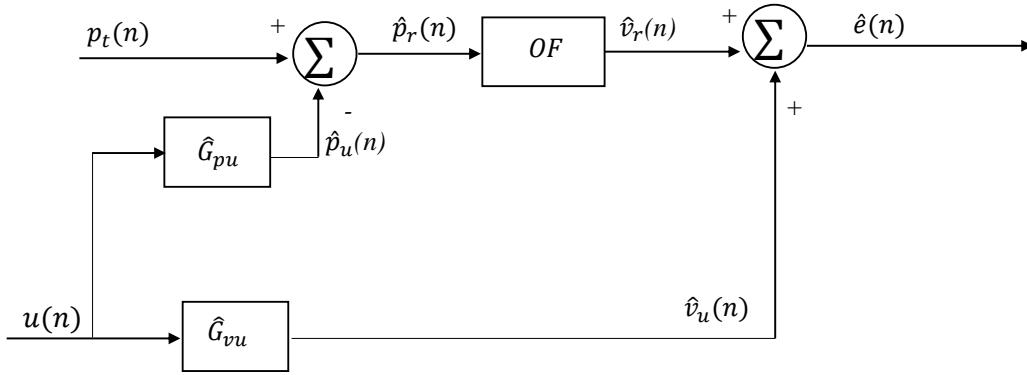 p_t(n)
+
∑
p̂_r(n)
OF
v̂_r(n)
+
∑
ê(n)
-
+
Ĝ_pu
p̂_u(n)
u(n)
Ĝ_vu
v̂_u(n)